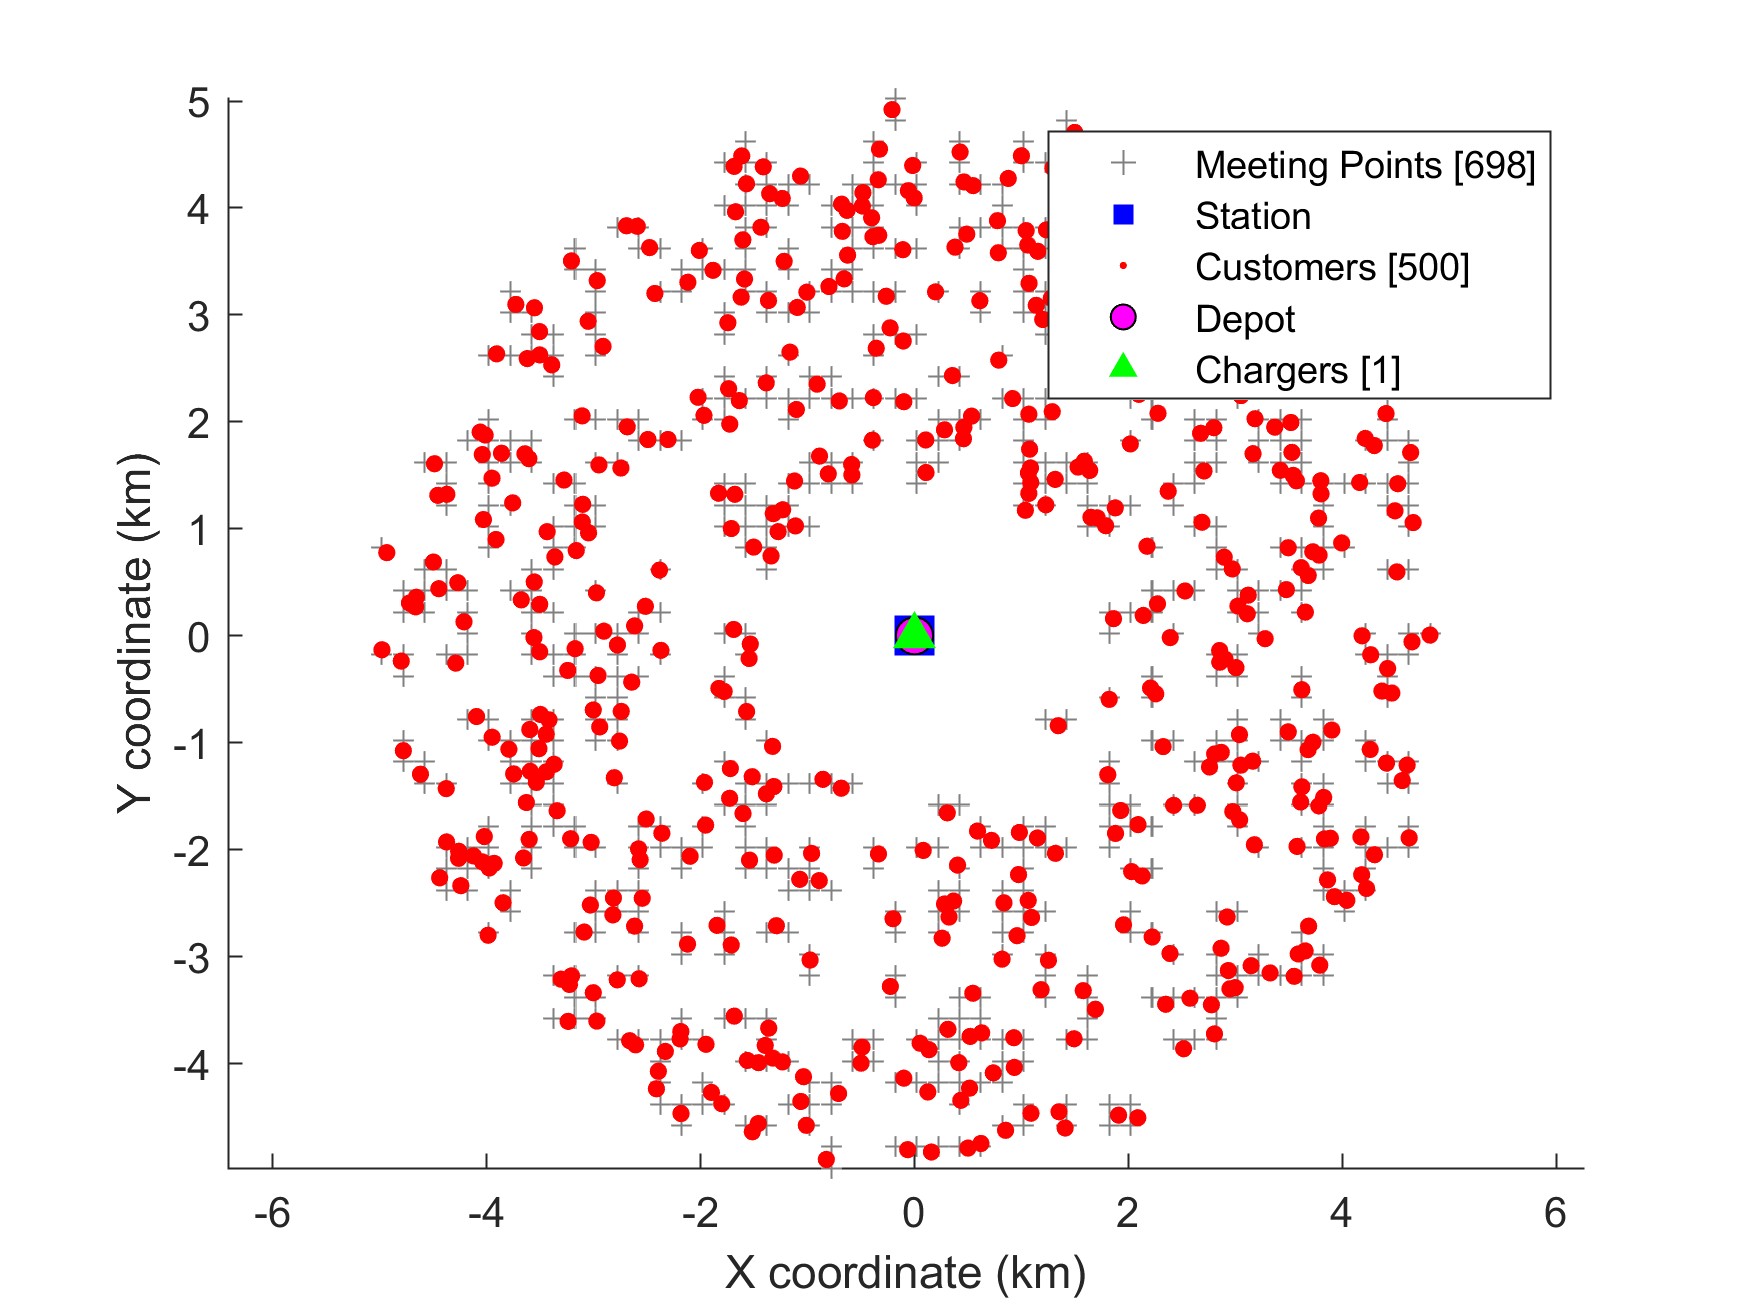 5
4
3
2
1
0
-1
-2
-3
-4
Y coordinate (km)
Meeting Points [698]
Station
Customers [500]
Depot
Chargers [1]
-6 -4 -2 0 2 4 6
X coordinate (km)